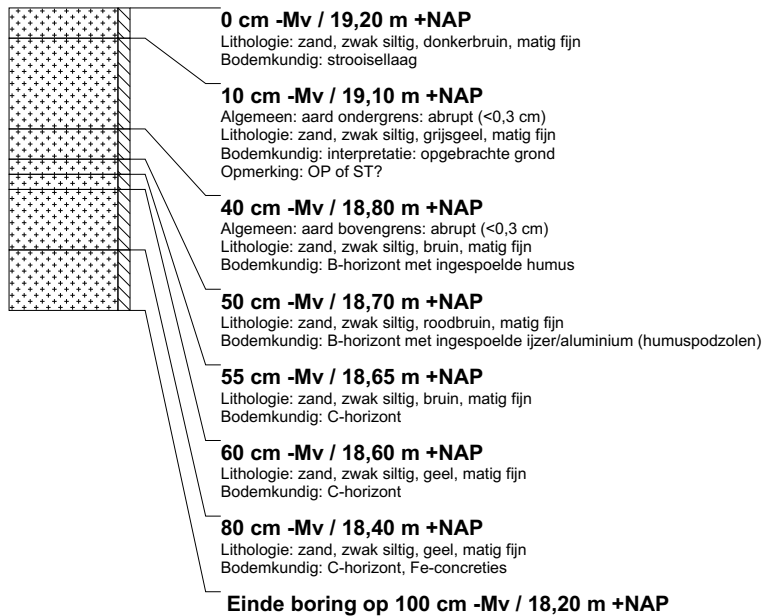 0 cm -Mv / 19,20 m +NAP
Lithologie: zand, zwak siltig, donkerbruin, matig fijn
Bodemkundig: strooisellaag
10 cm -Mv / 19,10 m +NAP
Algemeen: aard ondergrens: abrupt (<0,3 cm)
Lithologie: zand, zwak siltig, grijsgeel, matig fijn
Bodemkundig: interpretatie: opgebrachte grond
Opmerking: OP of ST?
40 cm -Mv / 18,80 m +NAP
Algemeen: aard bovengrens: abrupt (<0,3 cm)
Lithologie: zand, zwak siltig, bruin, matig fijn
Bodemkundig: B-horizont met ingespoelde humus
50 cm -Mv / 18,70 m +NAP
Lithologie: zand, zwak siltig, roodbruin, matig fijn
Bodemkundig: B-horizont met ingespoelde ijzer/aluminium (humuspodzolen)
55 cm -Mv / 18,65 m +NAP
Lithologie: zand, zwak siltig, bruin, matig fijn
Bodemkundig: C-horizont
60 cm -Mv / 18,60 m +NAP
Lithologie: zand, zwak siltig, geel, matig fijn
Bodemkundig: C-horizont
80 cm -Mv / 18,40 m +NAP
Lithologie: zand, zwak siltig, geel, matig fijn
Bodemkundig: C-horizont, Fe-concreties
Einde boring op 100 cm -Mv / 18,20 m +NAP